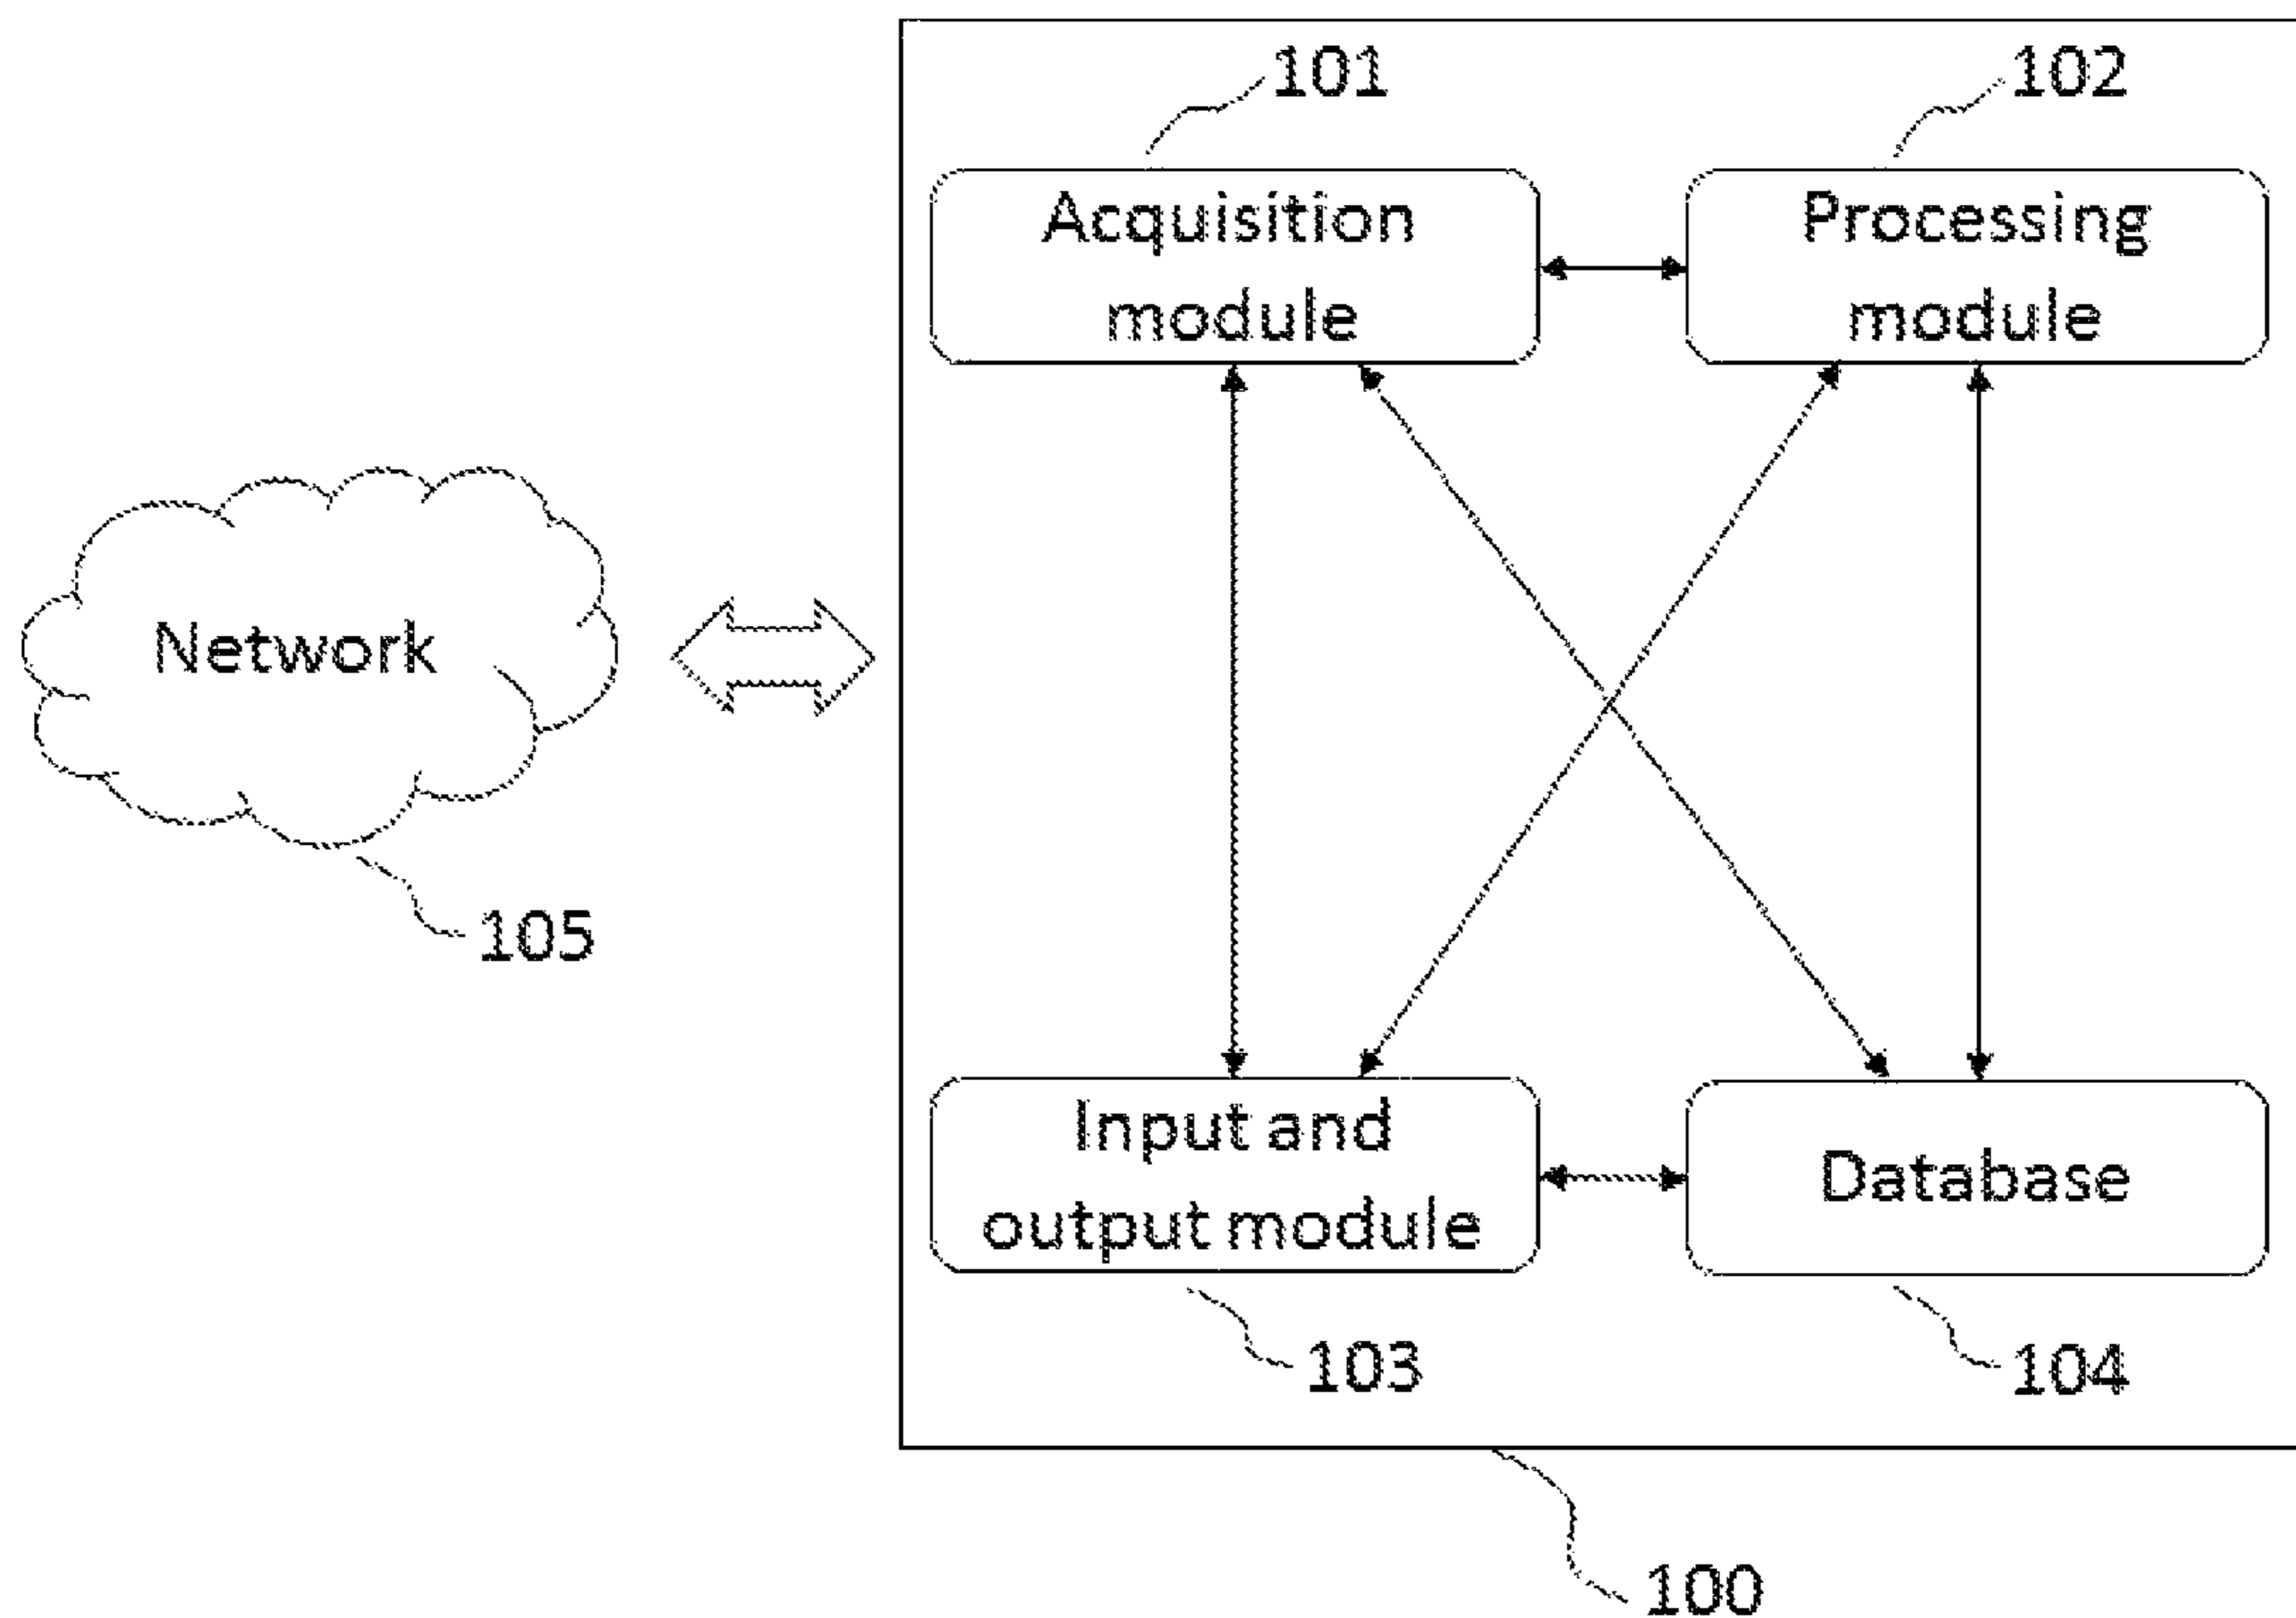 101
102
Acquisition
module
Processing
module
Network
105
Input and
output module
Database
103
104
100